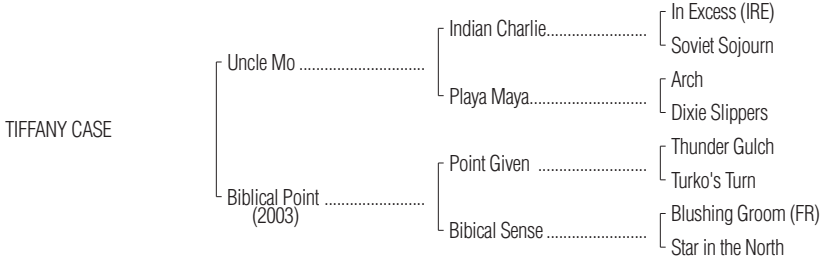 In Excess (IRE)
Indian Charlie........................
Soviet Sojourn
Uncle Mo ..............................
Arch
Playa Maya............................
Dixie Slippers
TIFFANY CASE
Thunder Gulch
Point Given ..........................
Turko's Turn
Biblical Point ........................
(2003)
Blushing Groom (FR)
Bibical Sense ........................
Star in the North